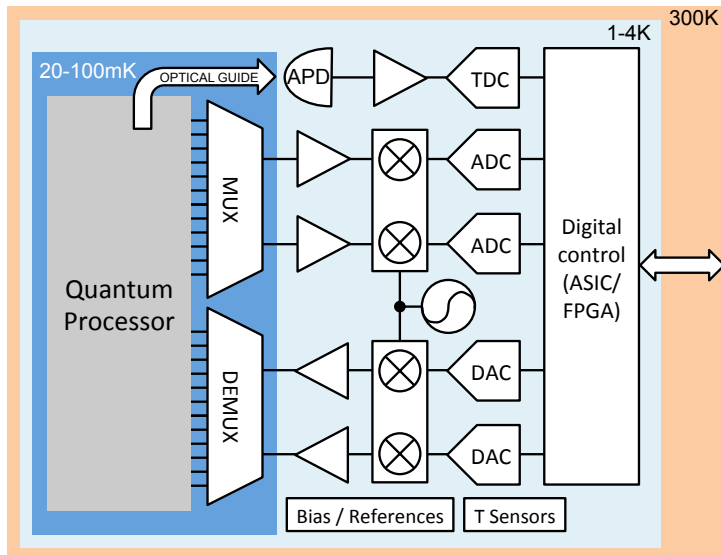 300K
1-4K
20-100mK
OPTICAL GUIDE
APD
TDC
MUX
ADC
ADC
Digital
control
(ASIC/
FPGA)
Quantum
Processor
DEMUX
DAC
DAC
Bias / References
T Sensors